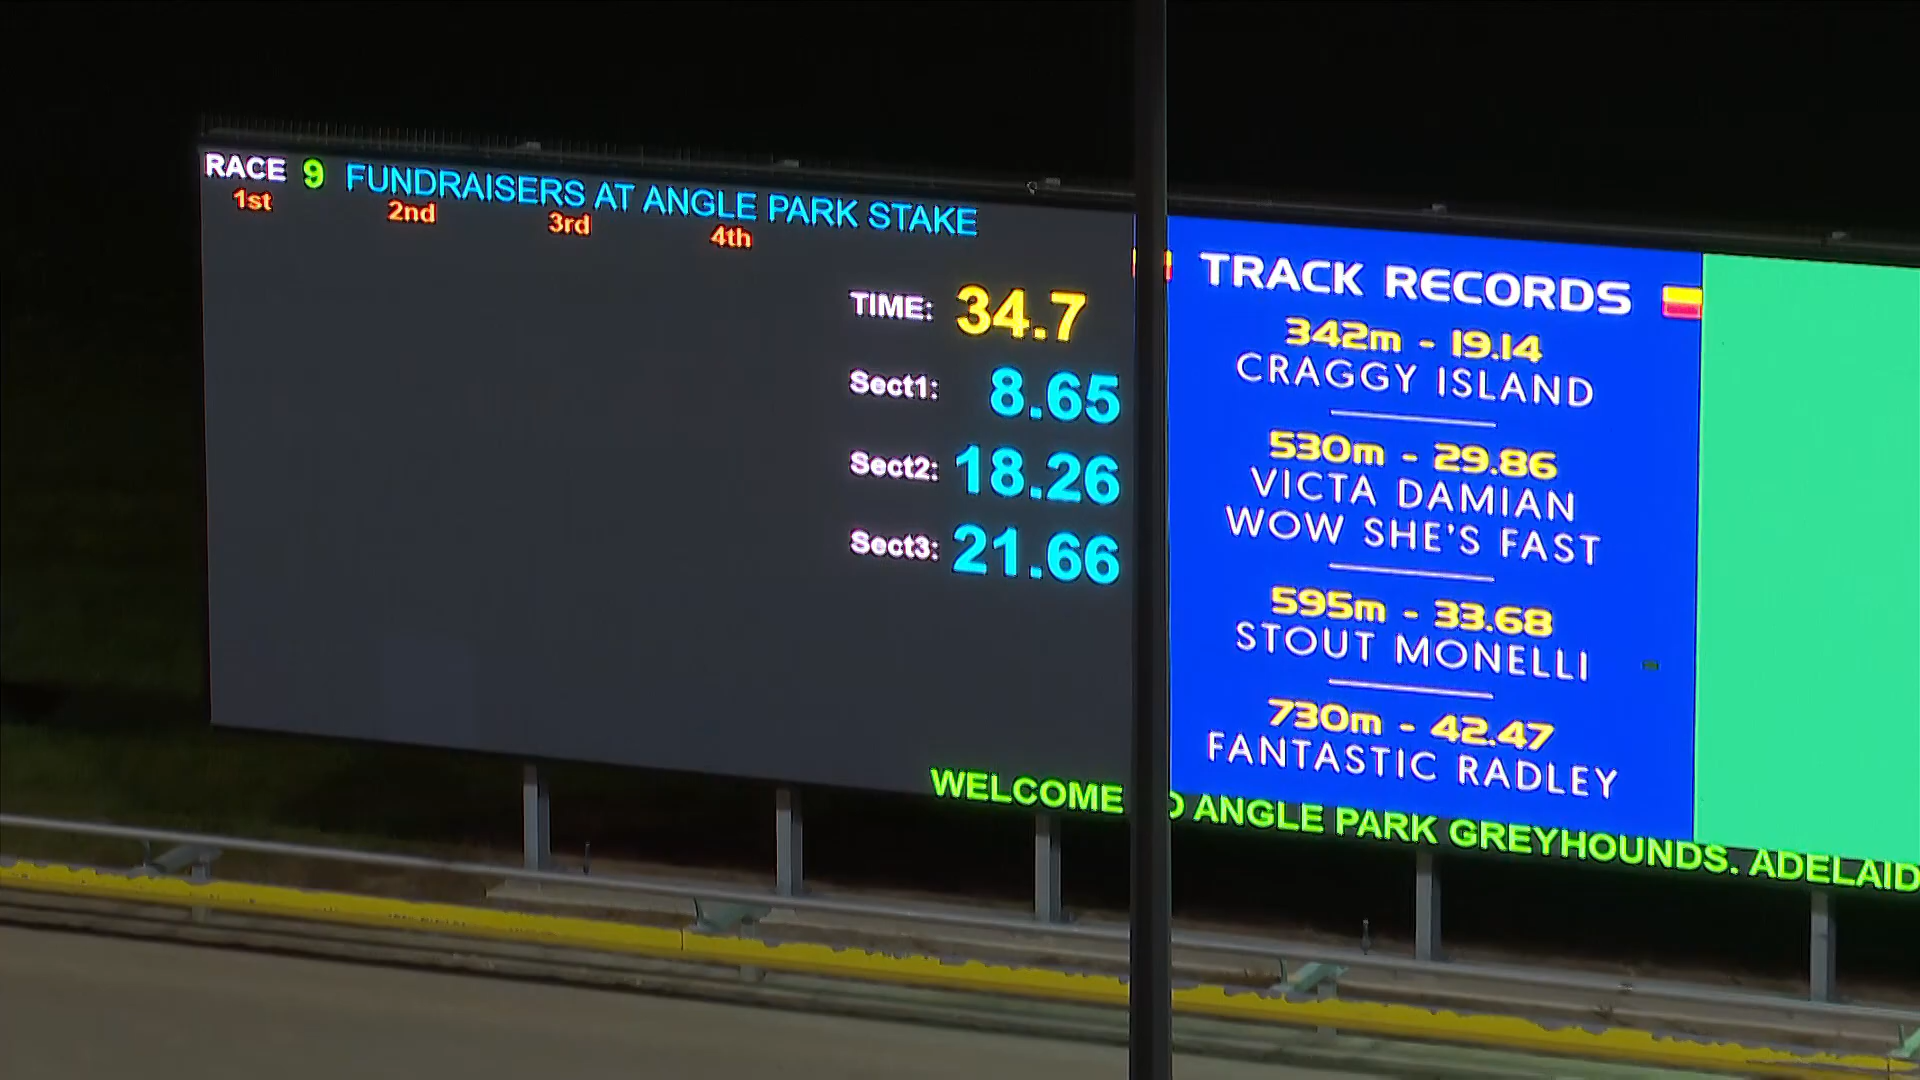 RACE 9 FUNDRAISERS AT ANGLE PARK STAKE
1st 2nd 3rd 4th
TIME: 34.7
Sect1: 8.65
Sect2: 18.26
Sect3: 21.66
TRACK RECORDS
342m - 19.14
CRAGGY ISLAND
530m - 29.86
VICTA DAMIAN
WOW SHE'S FAST
595m - 33.68
STOUT MONELLI
730m - 42.47
FANTASTIC RADLEY
WELCOME ANGLE PARK GREYHOUNDS. ADELAID